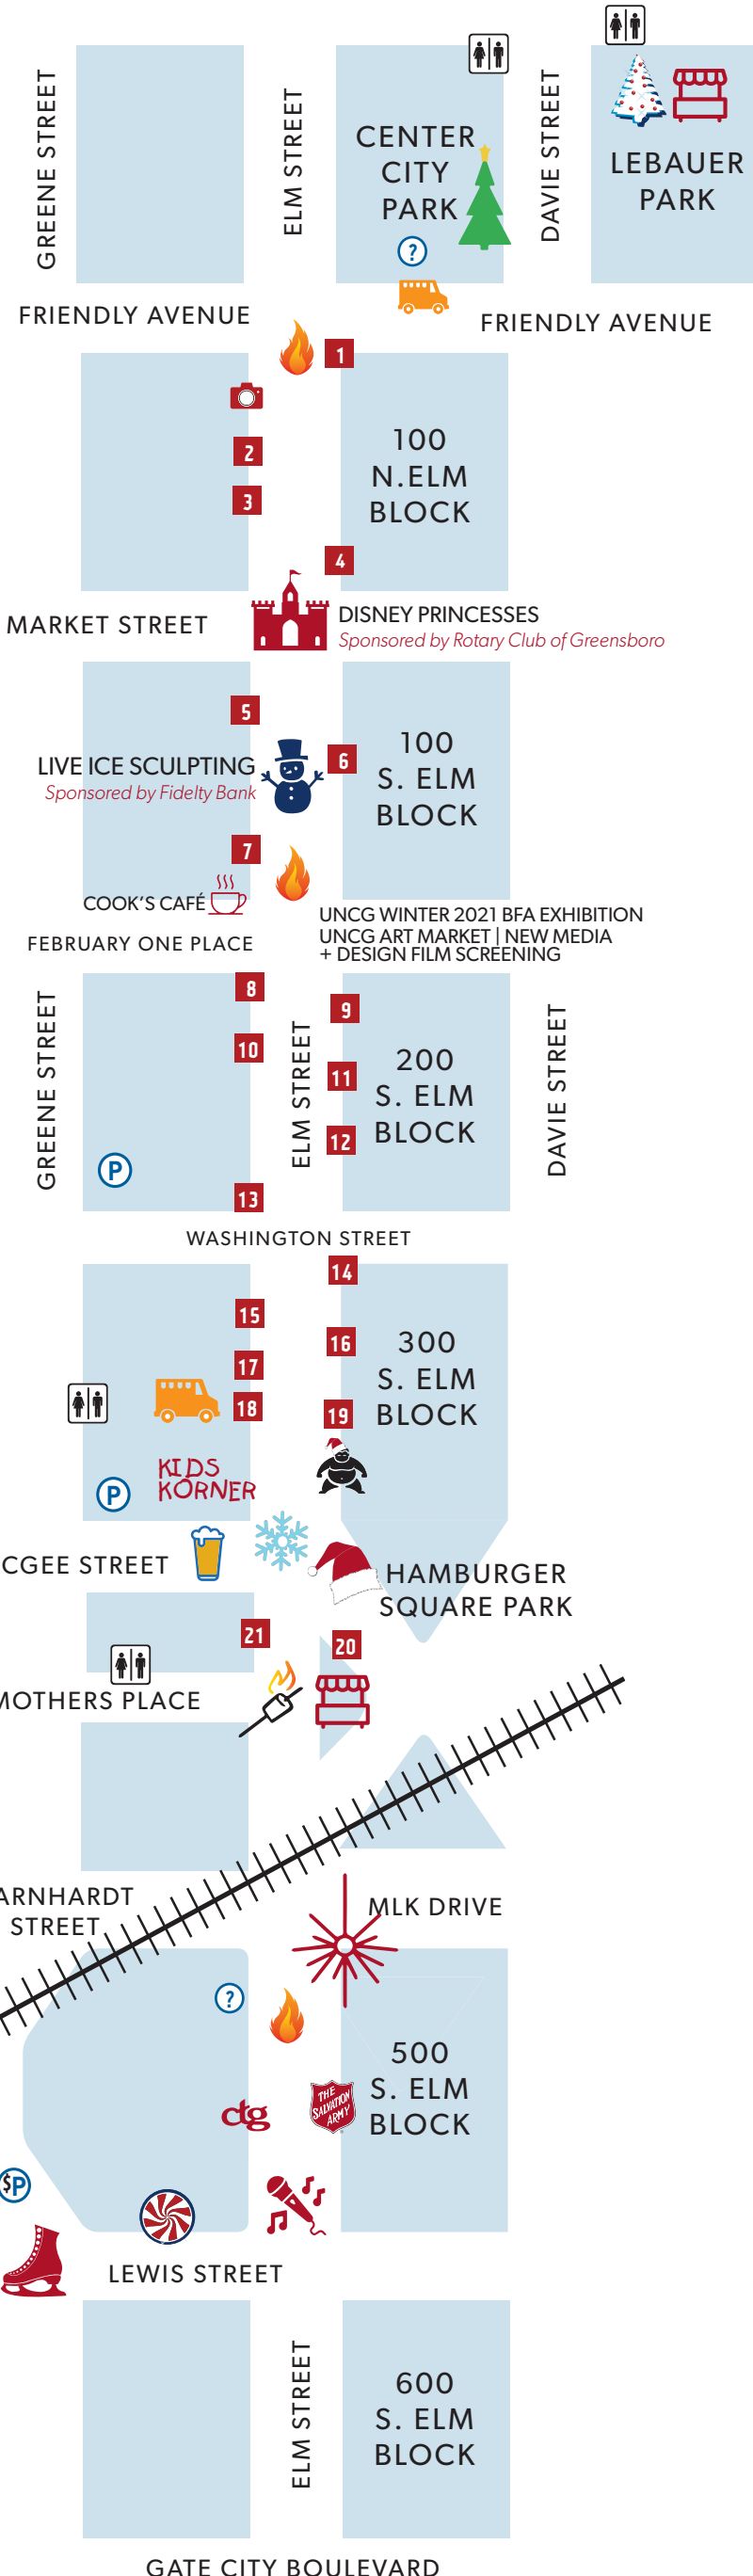 GREENE STREET
ELM STREET
CENTER
CITY
PARK
?
DAVIE STREET
LEBAUER
PARK
FRIENDLY AVENUE
FRIENDLY AVENUE
1
2
3
100
N.ELM
BLOCK
4
MARKET STREET
DISNEY PRINCESSES
Sponsored by Rotary Club of Greensboro
5
LIVE ICE SCULPTING
Sponsored by Fidelty Bank
6
100
S. ELM
BLOCK
7
COOK'S CAFÉ
FEBRUARY ONE PLACE
UNCG WINTER 2021 BFA EXHIBITION
UNCG ART MARKET | NEW MEDIA
+ DESIGN FILM SCREENING
GREENE STREET
8
9
10
ELM STREET
11
12
200
S. ELM
BLOCK
DAVIE STREET
P
13
WASHINGTON STREET
14
15
16
17
18
19
300
S. ELM
BLOCK
KIDS
KORNER
P
CGEE STREET
HAMBURGER
SQUARE PARK
21
20
MOTHERS PLACE
ARNHARDT
STREET
MLK DRIVE
?
500
S. ELM
BLOCK
ctg
THE
SALVATION
ARMY
$P
LEWIS STREET
ELM STREET
600
S. ELM
BLOCK
GATE CITY BOULEVARD